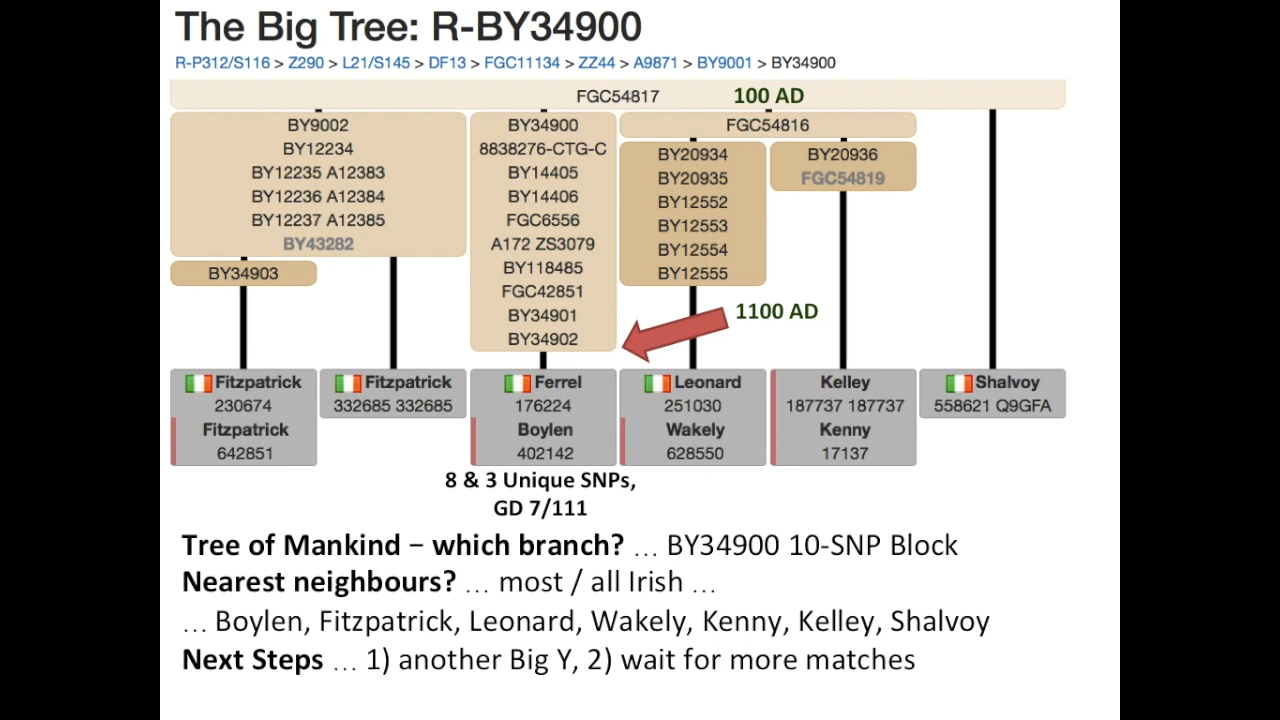 The Big Tree: R-BY34900
R-P312/S116 > Z290 > L21/S145 > DF13 > FGC11134 > ZZ44 > A9871 > BY9001 > BY34900
FGC54817 100 AD
BY9002
BY12234
BY12235 A12383
BY12236 A12384
BY12237 A12385
BY43282
BY34903
BY34900
8838276-CTG-C
BY14405
BY14406
FGC6556
A172 ZS3079
BY118485
FGC42851
BY34901
BY34902
FGC54816
BY20934
BY20935
BY12552
BY12553
BY12554
BY12555
BY20936
FGC54819
1100 AD
Fitzpatrick
230674
Fitzpatrick
642851
Fitzpatrick
332685 332685
Ferrel
176224
Boylen
402142
Leonard
251030
Wakely
628550
Kelley
187737 187737
Kenny
17137
Shalvoy
558621 Q9GFA
8 & 3 Unique SNPs,
GD 7/111
Tree of Mankind – which branch? … BY34900 10-SNP Block
Nearest neighbours? … most / all Irish …
… Boylen, Fitzpatrick, Leonard, Wakely, Kenny, Kelley, Shalvoy
Next Steps … 1) another Big Y, 2) wait for more matches